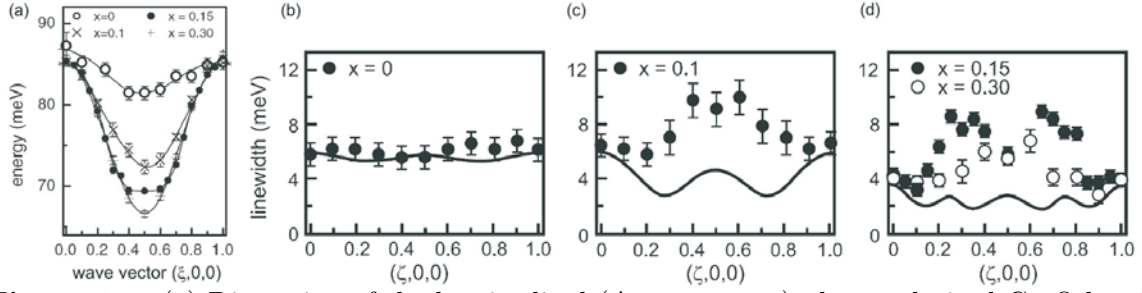 (a)
90
80
70
energy (meV)
x=0
x = 0.15
x=0.1
x = 0.30
0.0 0.2 0.4 0.6 0.8 1.0
wave vector (ξ,0,0)
(b)
x = 0
12
8
4
0
linewidth (meV)
0 0.2 0.4 0.6 0.8 1.0
(ζ,0,0)
(c)
x = 0.1
12
8
4
0
0 0.2 0.4 0.6 0.8 1.0
(ζ,0,0)
(d)
x = 0.15
x = 0.30
12
8
4
0
0 0.2 0.4 0.6 0.8 1.0
(ζ,0,0)